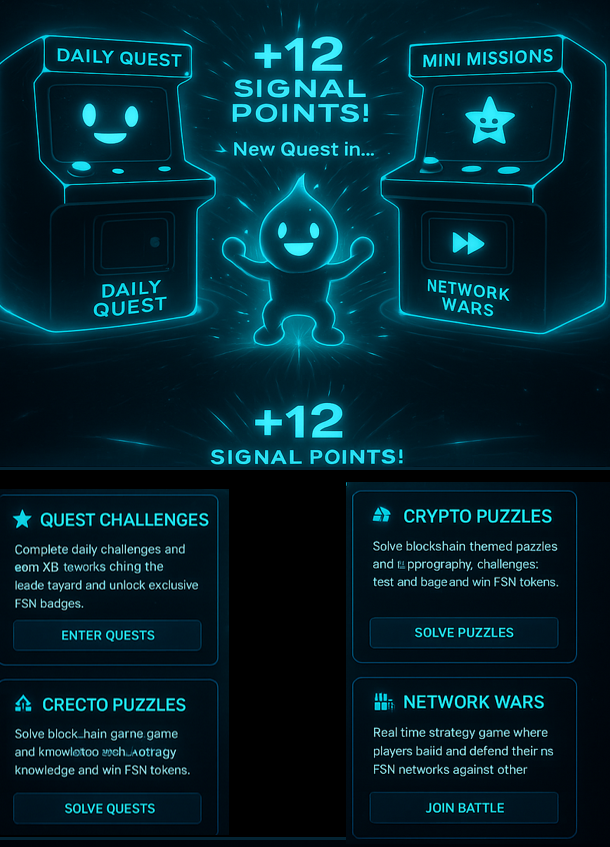 DAILY QUEST
+12
SIGNAL
POINTS!
New Quest in...
MINI MISSIONS
DAILY
QUEST
NETWORK
WARS
+12
SIGNAL POINTS!
QUEST CHALLENGES
Complete daily challenges and
eom XB teworks ching the
leade tayard and unlock exclusive
FSN badges.
ENTER QUESTS
CRECTO PUZZLES
Solve block hain garne game
and
knowledge and win FSN tokens.
SOLVE QUESTS
CRYPTO PUZZLES
Solve blockshain themed pazzles
and pprography, challenges:
test and bage and win FSN tokens.
SOLVE PUZZLES
NETWORK WARS
Real time strategy game where
players baiid and defend their ns
FSN networks against other
JOIN BATTLE